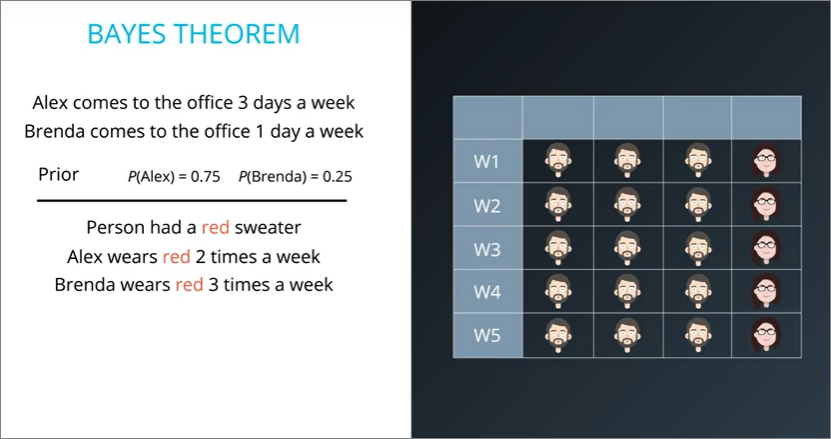 BAYES THEOREM
Alex comes to the office 3 days a week
Brenda comes to the office 1 day a week
Prior P(Alex) = 0.75 P(Brenda) = 0.25
Person had a red sweater
Alex wears red 2 times a week
Brenda wears red 3 times a week
W1
W2
W3
W4
W5